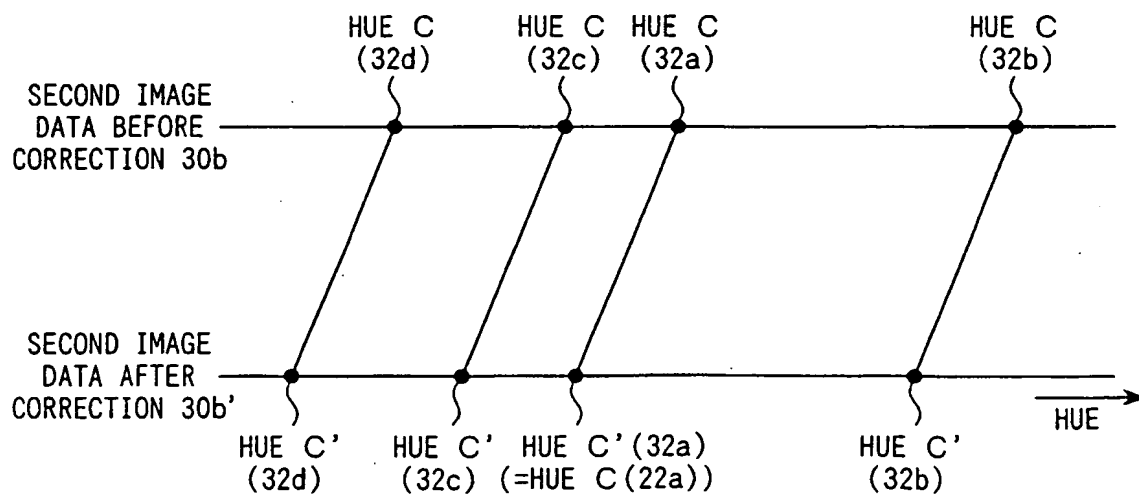 HUE C
(32d)
HUE C
(32c)
HUE C
(32a)
HUE C
(32b)
SECOND IMAGE
DATA BEFORE
CORRECTION 30b
SECOND IMAGE
DATA AFTER
CORRECTION 30b'
HUE
HUE C'
(32d)
HUE C'
(32c)
HUE C'(32a)
(=HUE C(22a))
HUE C'
(32b)